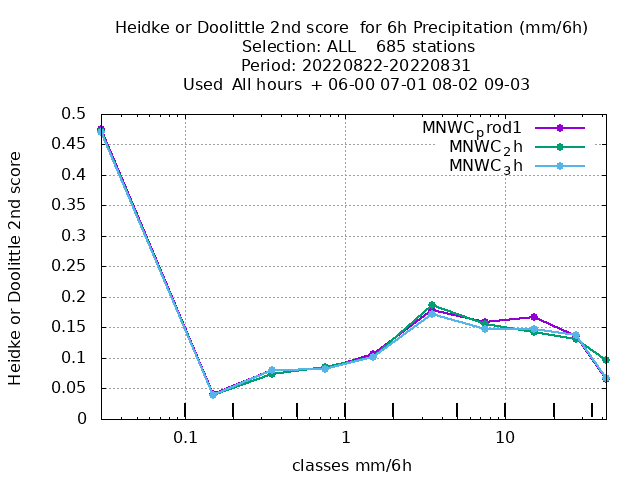 Heidke or Doolittle 2nd score  for 6h Precipitation (mm/6h)
Selection: ALL    685 stations
Period: 20220822-20220831
Used  All hours  + 06-00 07-01 08-02 09-03
MNWCprod1
MNWC2h
MNWC3h
0.5
0.45
0.4
0.35
0.3
0.25
0.2
0.15
0.1
0.05
0
Heidke or Doolittle 2nd score
0.1
1
10
classes mm/6h